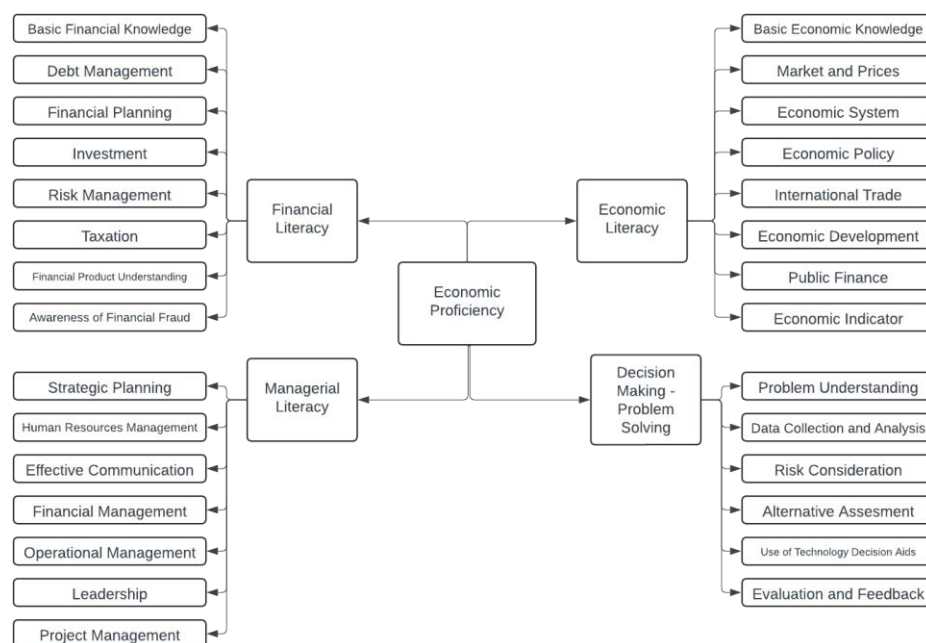 Basic Financial Knowledge
Debt Management
Financial Planning
Investment
Risk Management
Taxation
Financial Product Understanding
Awareness of Financial Fraud
Financial
Literacy
Economic
Proficiency
Economic
Literacy
Basic Economic Knowledge
Market and Prices
Economic System
Economic Policy
International Trade
Economic Development
Public Finance
Economic Indicator
Strategic Planning
Human Resources Management
Effective Communication
Financial Management
Operational Management
Leadership
Project Management
Managerial
Literacy
Decision
Making -
Problem
Solving
Problem Understanding
Data Collection and Analysis
Risk Consideration
Alternative Assesment
Use of Technology Decision Aids
Evaluation and Feedback